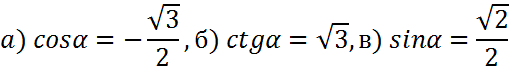 а) cosα = −√3/2, б) ctgα = √3, в) sinα = √2/2